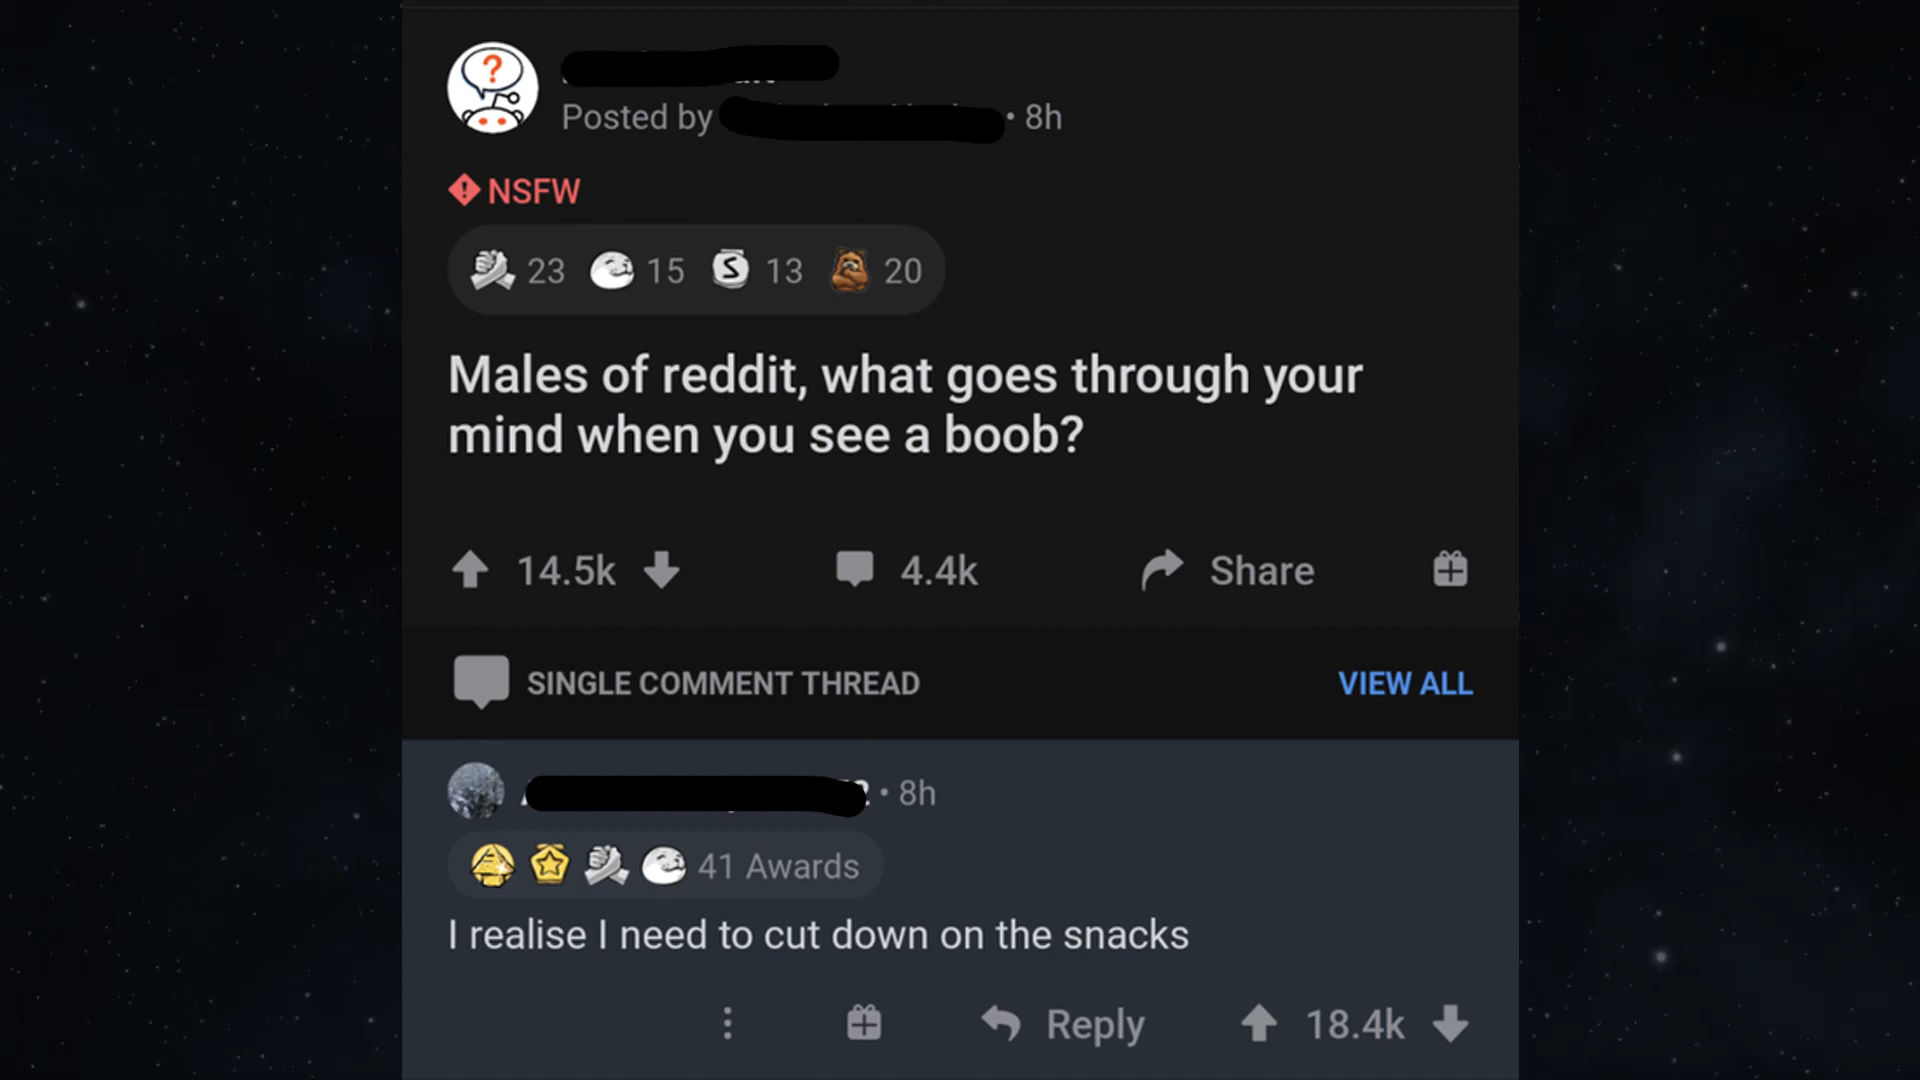 Posted by • 8h
NSFW
23 15 S 13 20
Males of reddit, what goes through your
mind when you see a boob?
14.5k 4.4k Share
SINGLE COMMENT THREAD VIEW ALL
• 8h
41 Awards
I realise I need to cut down on the snacks
Reply 18.4k